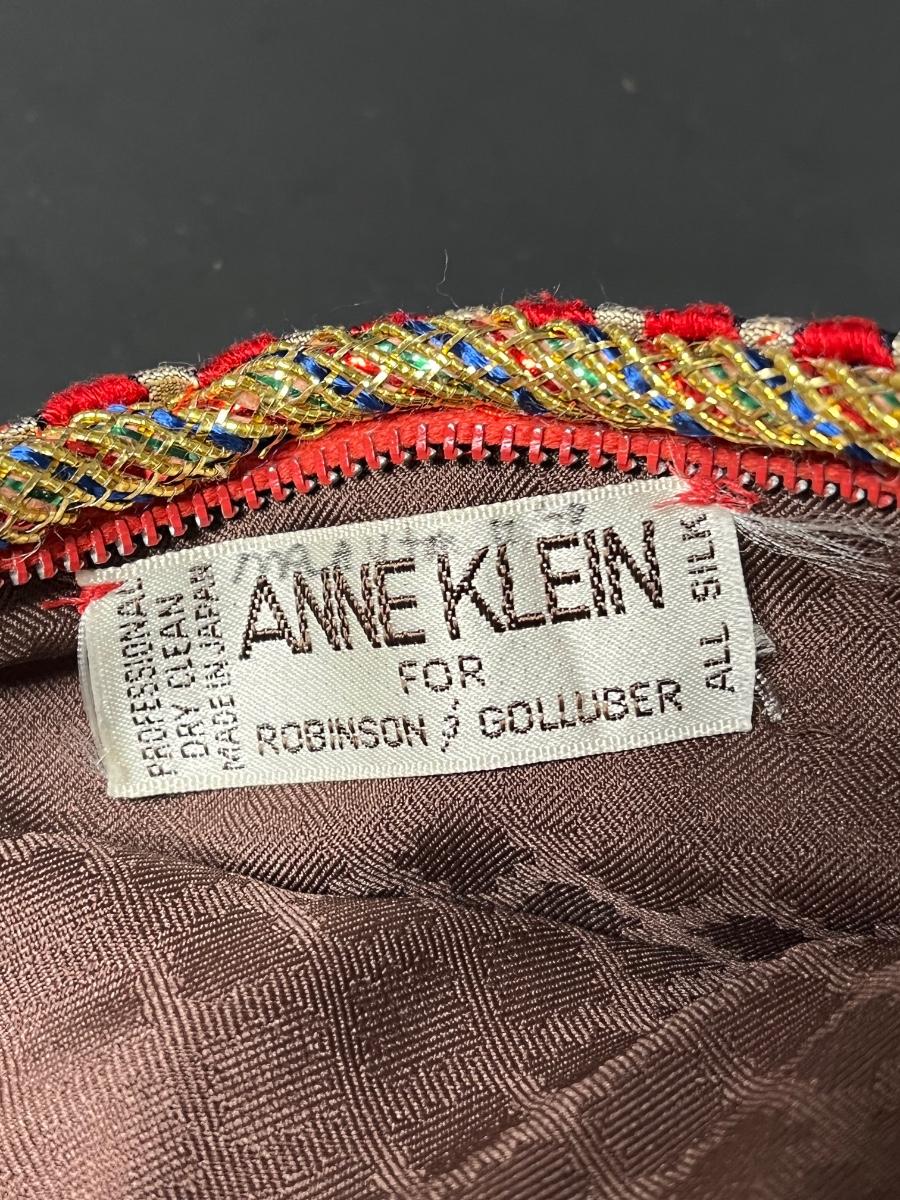 PROFESSIONAL
DRY CLEAN
MADE IN JAPAN
ANNE KLEIN
FOR
ROBINSON & GOLLUBER
ALL SILK